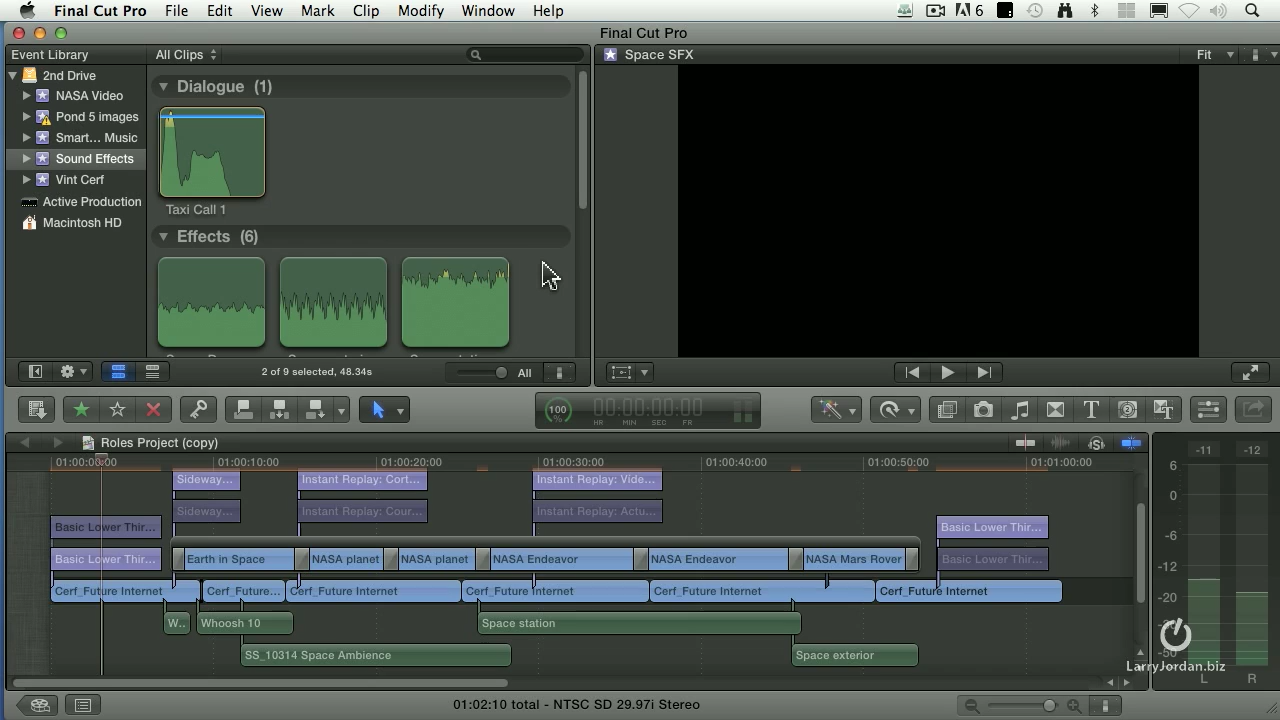 Final Cut Pro File Edit View Mark Clip Modify Window Help
6
Final Cut Pro
Event Library All Clips
Space SFX Fit
2nd Drive
NASA Video
Pond 5 images
Smart... Music
Sound Effects
Vint Cerf
Active Production
Macintosh HD
Dialogue (1)
Taxi Call 1
Effects (6)
2 of 9 selected, 48.34s
All
100
%
00:00:00:00
HR MIN SEC FR
T
Roles Project (copy)
01:00:00:00 01:00:10:00 01:00:20:00 01:00:30:00 01:00:40:00 01:00:50:00 01:01:00:00
Sideway... Instant Replay: Cort... Instant Replay: Vide...
Sideway... Instant Replay: Cour... Instant Replay: Actu...
Basic Lower Thir... Basic Lower Thir...
Basic Lower Thir... Earth in Space NASA planet NASA planet NASA Endeavor NASA Endeavor NASA Mars Rover Basic Lower Thir...
Cerf_Future Internet Cerf_Future... Cerf_Future Internet Cerf_Future Internet Cerf_Future Internet Cerf_Future Internet
W.. Whoosh 10 Space station
SS_10314 Space Ambience Space exterior
-11 -12
6
0
-6
-12
-20
-50
L R
LarryJordan.biz
01:02:10 total - NTSC SD 29.97i Stereo